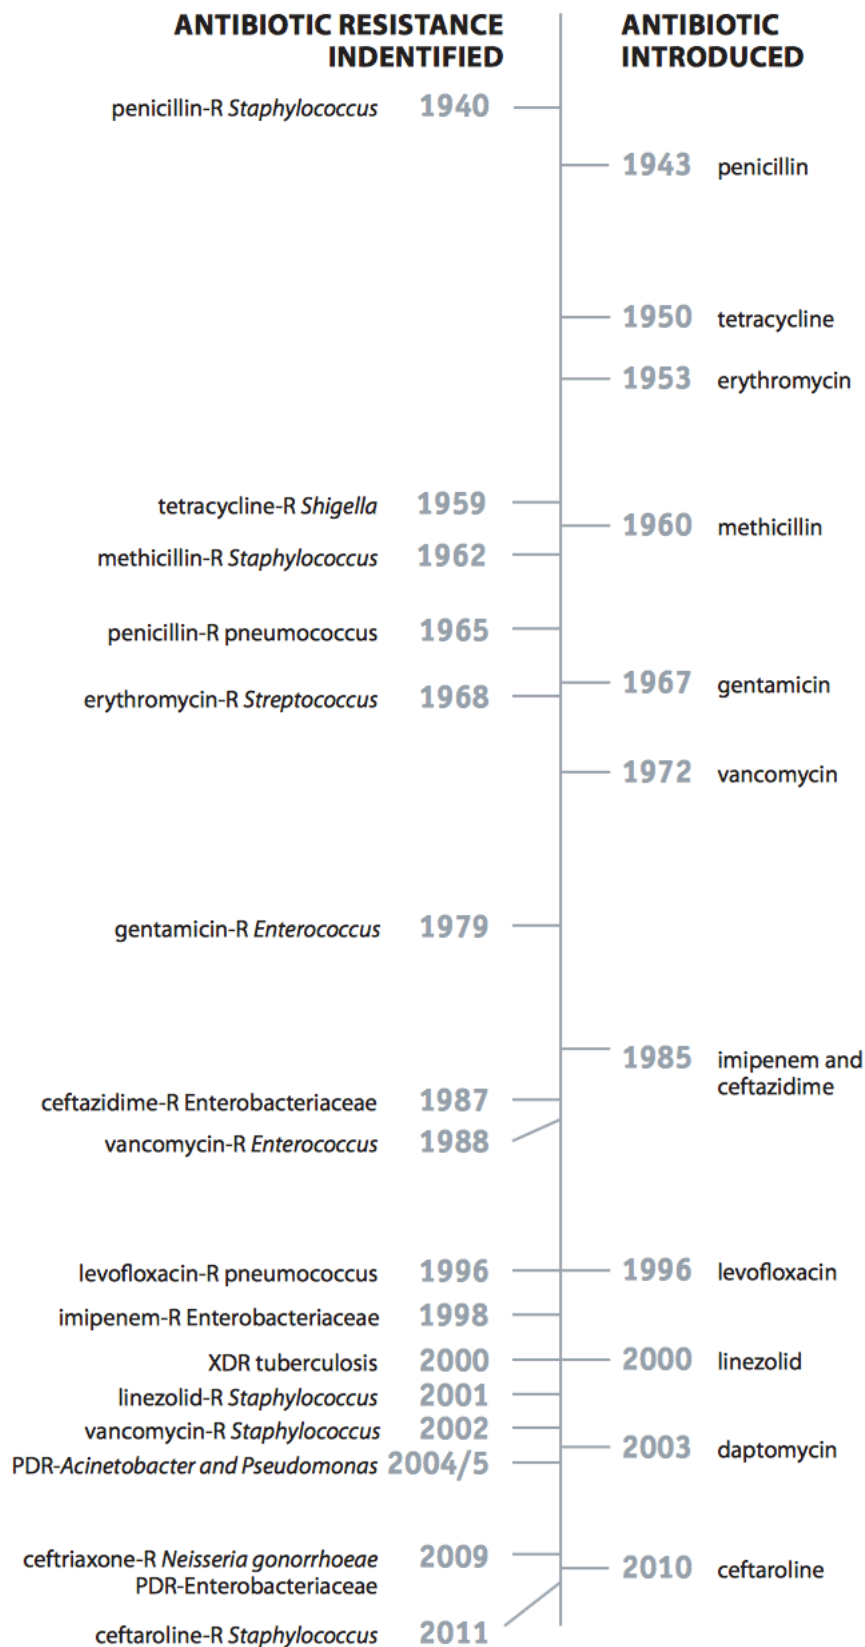 ANTIBIOTIC RESISTANCE
INDENTIFIED
ANTIBIOTIC
INTRODUCED
penicillin-R Staphylococcus 1940
1943 penicillin
1950 tetracycline
1953 erythromycin
tetracycline-R Shigella 1959
1960 methicillin
methicillin-R Staphylococcus 1962
penicillin-R pneumococcus 1965
1967 gentamicin
erythromycin-R Streptococcus 1968
1972 vancomycin
gentamicin-R Enterococcus 1979
1985 imipenem and
ceftazidime
ceftazidime-R Enterobacteriaceae 1987
vancomycin-R Enterococcus 1988
levofloxacin-R pneumococcus 1996
1996 levofloxacin
imipenem-R Enterobacteriaceae 1998
XDR tuberculosis 2000
2000 linezolid
linezolid-R Staphylococcus 2001
vancomycin-R Staphylococcus 2002
2003 daptomycin
PDR-Acinetobacter and Pseudomonas 2004/5
ceftriaxone-R Neisseria gonorrhoeae 2009
PDR-Enterobacteriaceae
2010 ceftaroline
ceftaroline-R Staphylococcus 2011